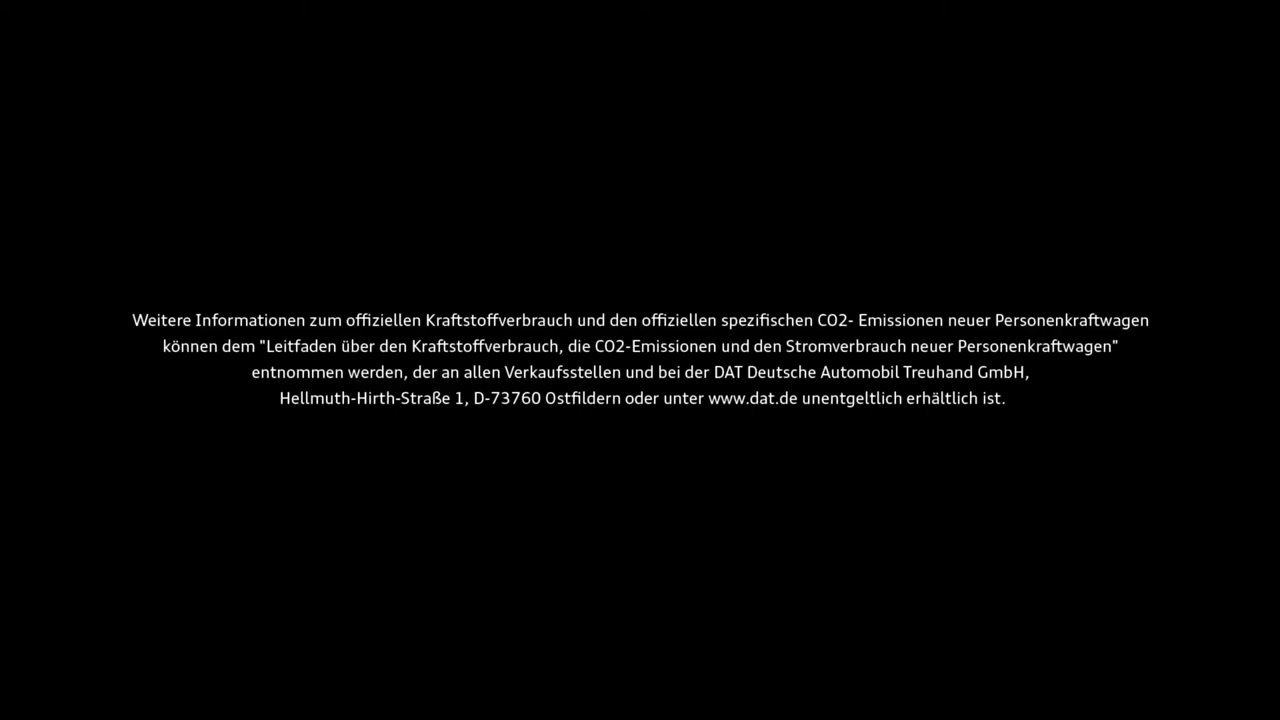 Weitere Informationen zum offiziellen Kraftstoffverbrauch und den offiziellen spezifischen CO2- Emissionen neuer Personenkraftwagen
können dem "Leitfaden über den Kraftstoffverbrauch, die CO2-Emissionen und den Stromverbrauch neuer Personenkraftwagen"
entnommen werden, der an allen Verkaufsstellen und bei der DAT Deutsche Automobil Treuhand GmbH,
Hellmuth-Hirth-Straße 1, D-73760 Ostfildern oder unter www.dat.de unentgeltlich erhältlich ist.